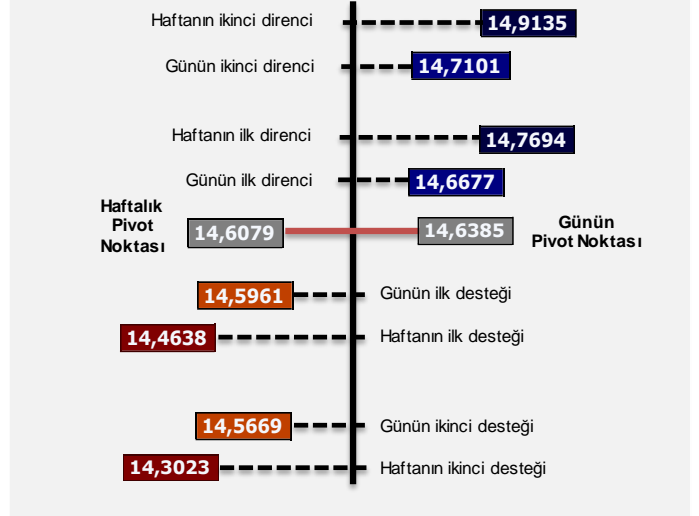 Haftanın ikinci direnci 14,9135
Günün ikinci direnci 14,7101
Haftanın ilk direnci 14,7694
Günün ilk direnci 14,6677
Haftalık
Pivot
Noktası
14,6079
14,6385
Günün
Pivot Noktası
14,5961 Günün ilk desteği
14,4638 Haftanın ilk desteği
14,5669 Günün ikinci desteği
14,3023 Haftanın ikinci desteği